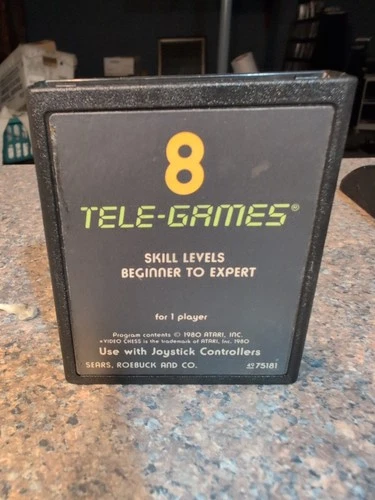 8
TELE-GAMES®
SKILL LEVELS
BEGINNER TO EXPERT
for 1 player
Program contents © 1980 ATARI, INC.
*VIDEO CHESS is the trademark of ATARI, Inc. 1980
Use with Joystick Controllers
SEARS, ROEBUCK AND CO. 49 75181